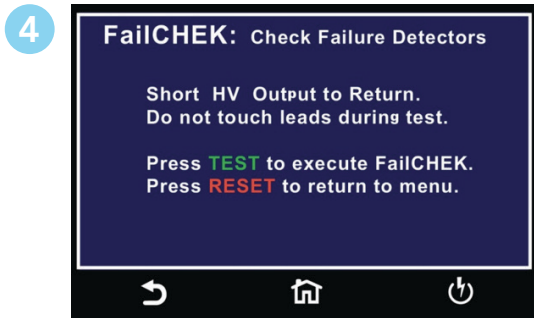 4
FailCHEK: Check Failure Detectors
Short HV Output to Return.
Do not touch leads during test.
Press TEST to execute FailCHEK.
Press RESET to return to menu.